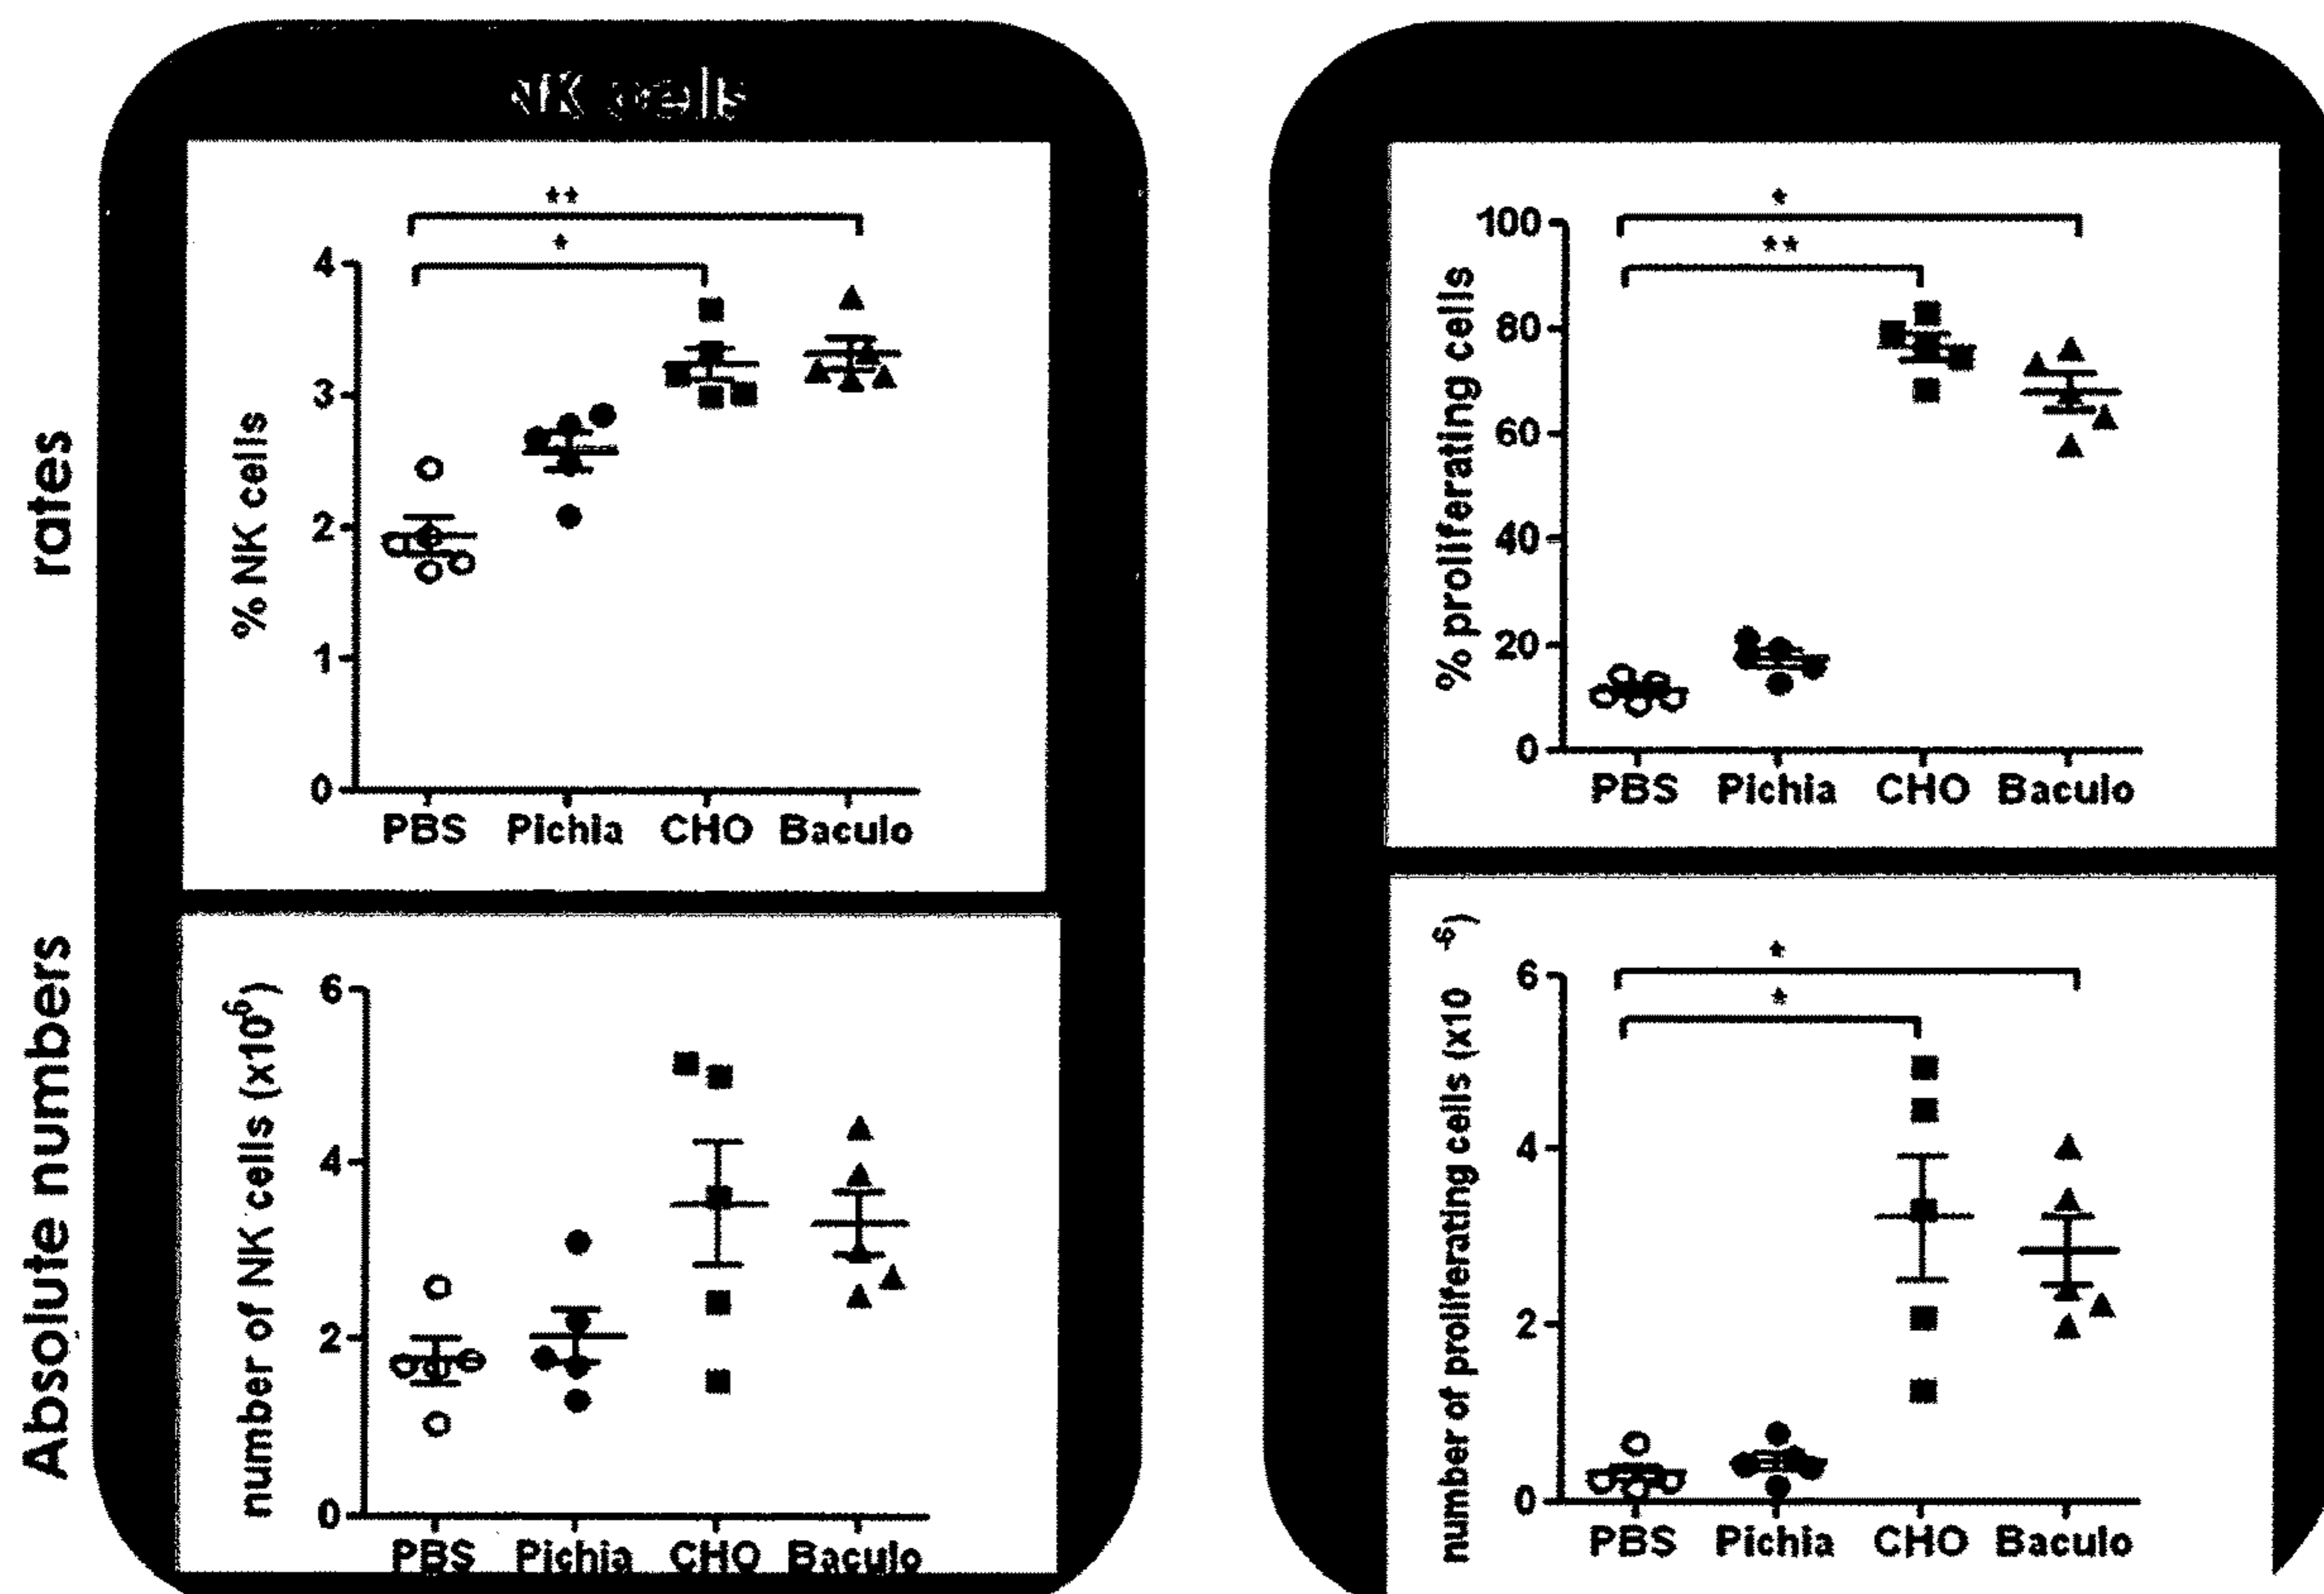 NK cells
rates
**
*
4
3
2
1
0
% NK cells
PBS Pichia CHO Baculo
*
**
100
80
60
40
20
0
% proliferating cells
PBS Pichia CHO Baculo
Absolute numbers
number of NK cells (x10⁶)
6
4
2
0
PBS Pichia CHO Baculo
*
*
number of proliferating cells (x10 -6)
6
4
2
0
PBS Pichia CHO Baculo